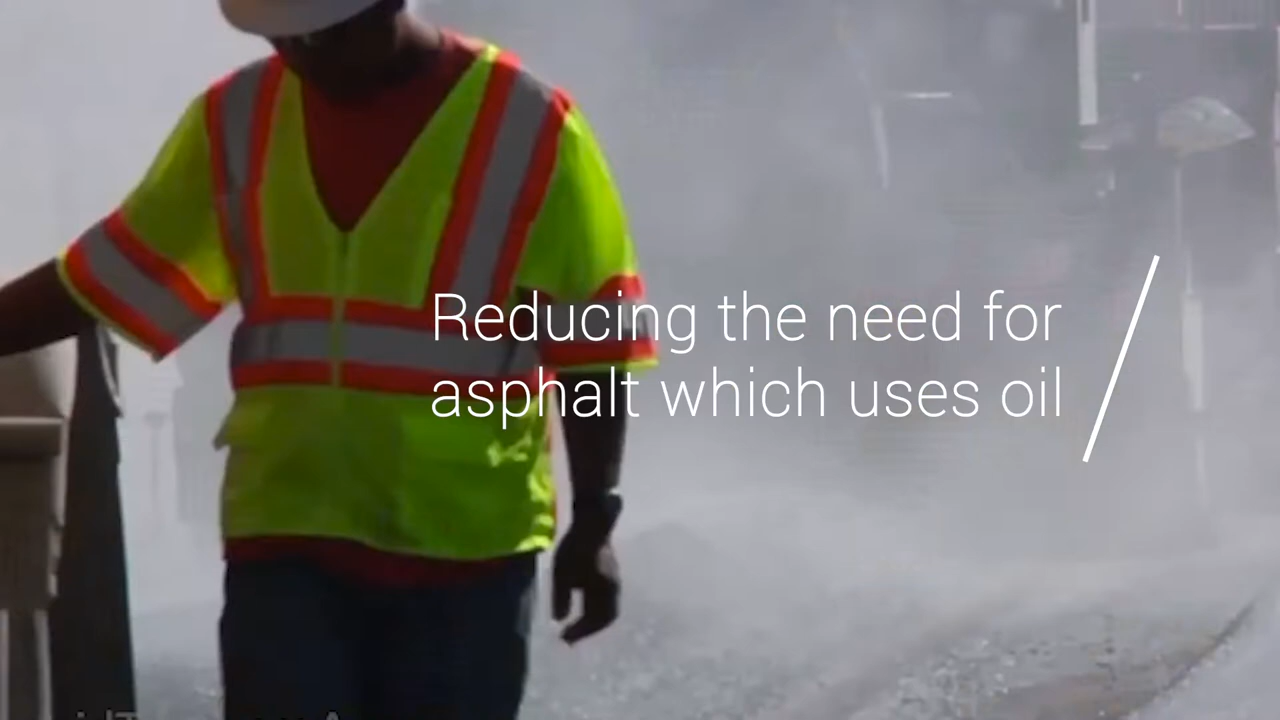 Reducing the need for
asphalt which uses oil